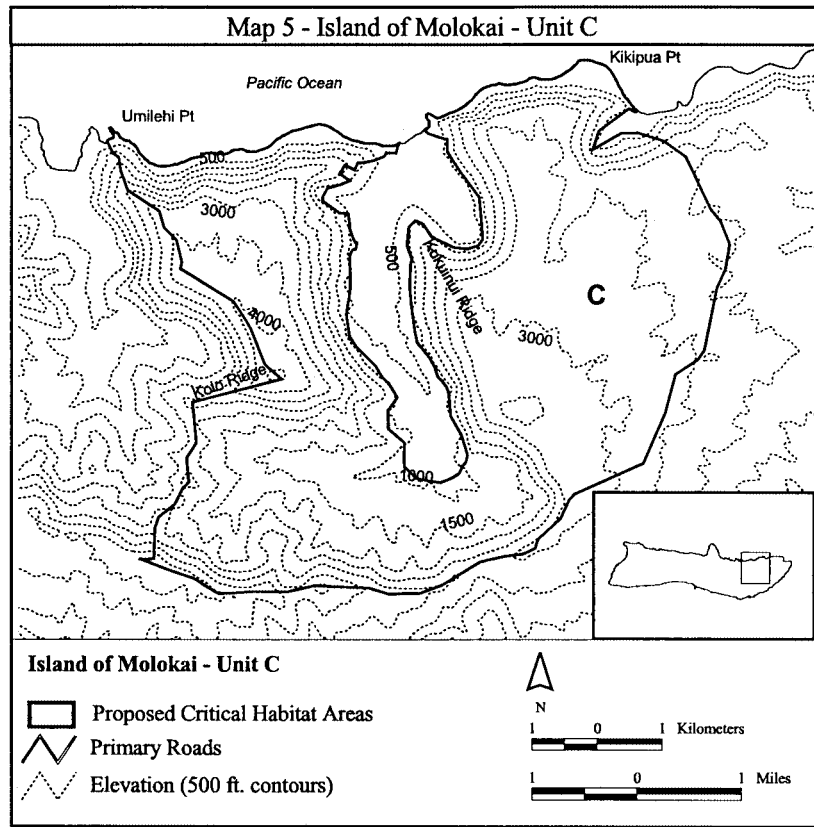 Map 5 - Island of Molokai - Unit C
Kikipua Pt
Pacific Ocean
Umilehi Pt
500
3000
500
Kukuinui Ridge
C
4000
3000
Kolo Ridge
1000
1500
Island of Molokai - Unit C
Proposed Critical Habitat Areas
Primary Roads
Elevation (500 ft. contours)
N
1 0 1 Kilometers
1 0 1 Miles